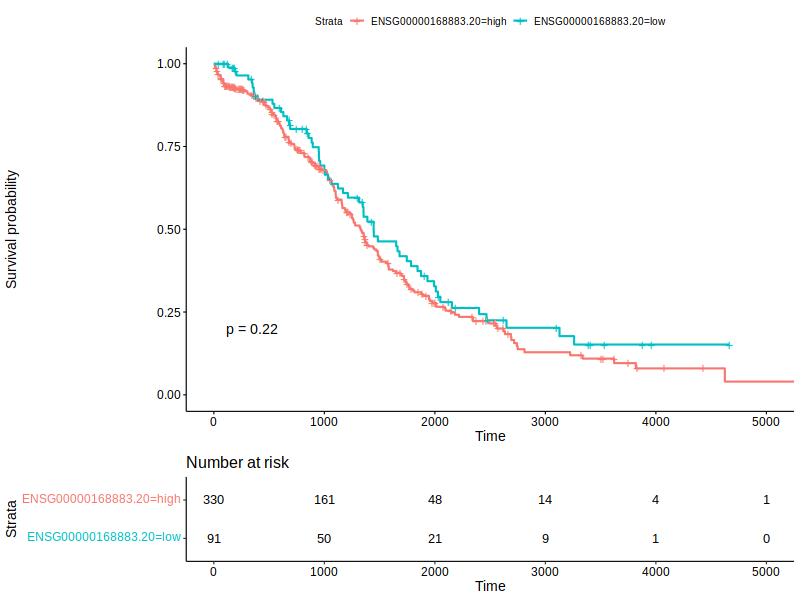 Strata ENSG00000168883.20=high ENSG00000168883.20=low
Survival probability
1.00
0.75
0.50
0.25
0.00
p = 0.22
0 1000 2000 3000 4000 5000
Time
Number at risk
Strata
ENSG00000168883.20=high 330 161 48 14 4 1
ENSG00000168883.20=low 91 50 21 9 1 0
0 1000 2000 3000 4000 5000
Time